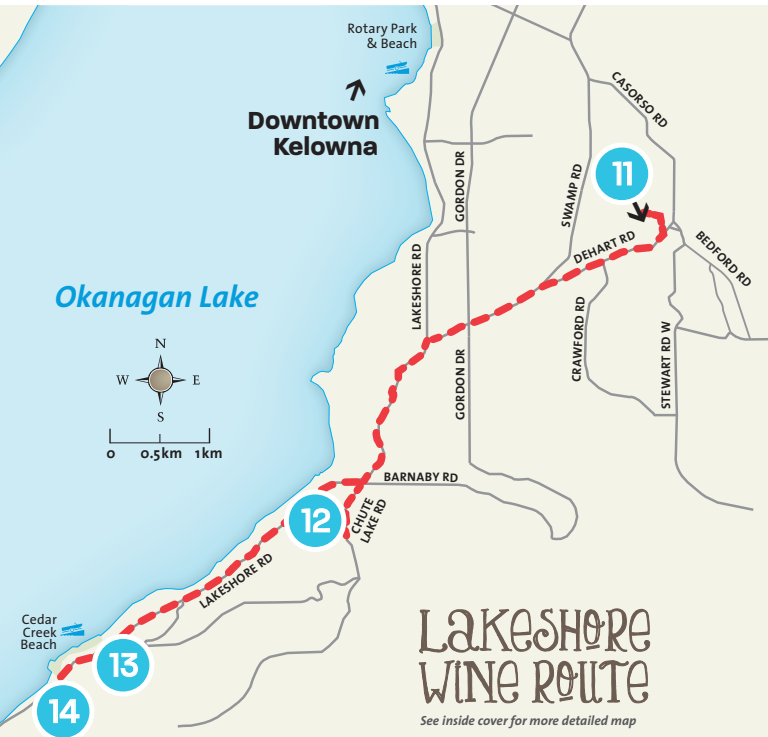 Rotary Park
& Beach
Downtown
Kelowna
CASORSO RD
11
GORDON DR
SWAMP RD
DEHART RD
BEDFORD RD
LAKESHORE RD
Okanagan Lake
CRAWFORD RD
STEWART RD W
GORDON DR
N
W
E
S
0 0.5km 1km
BARNABY RD
12
CHUTE
LAKE RD
LAKESHORE RD
Cedar
Creek
Beach
13
14
LAKESHORE
WINE ROUTE
See inside cover for more detailed map